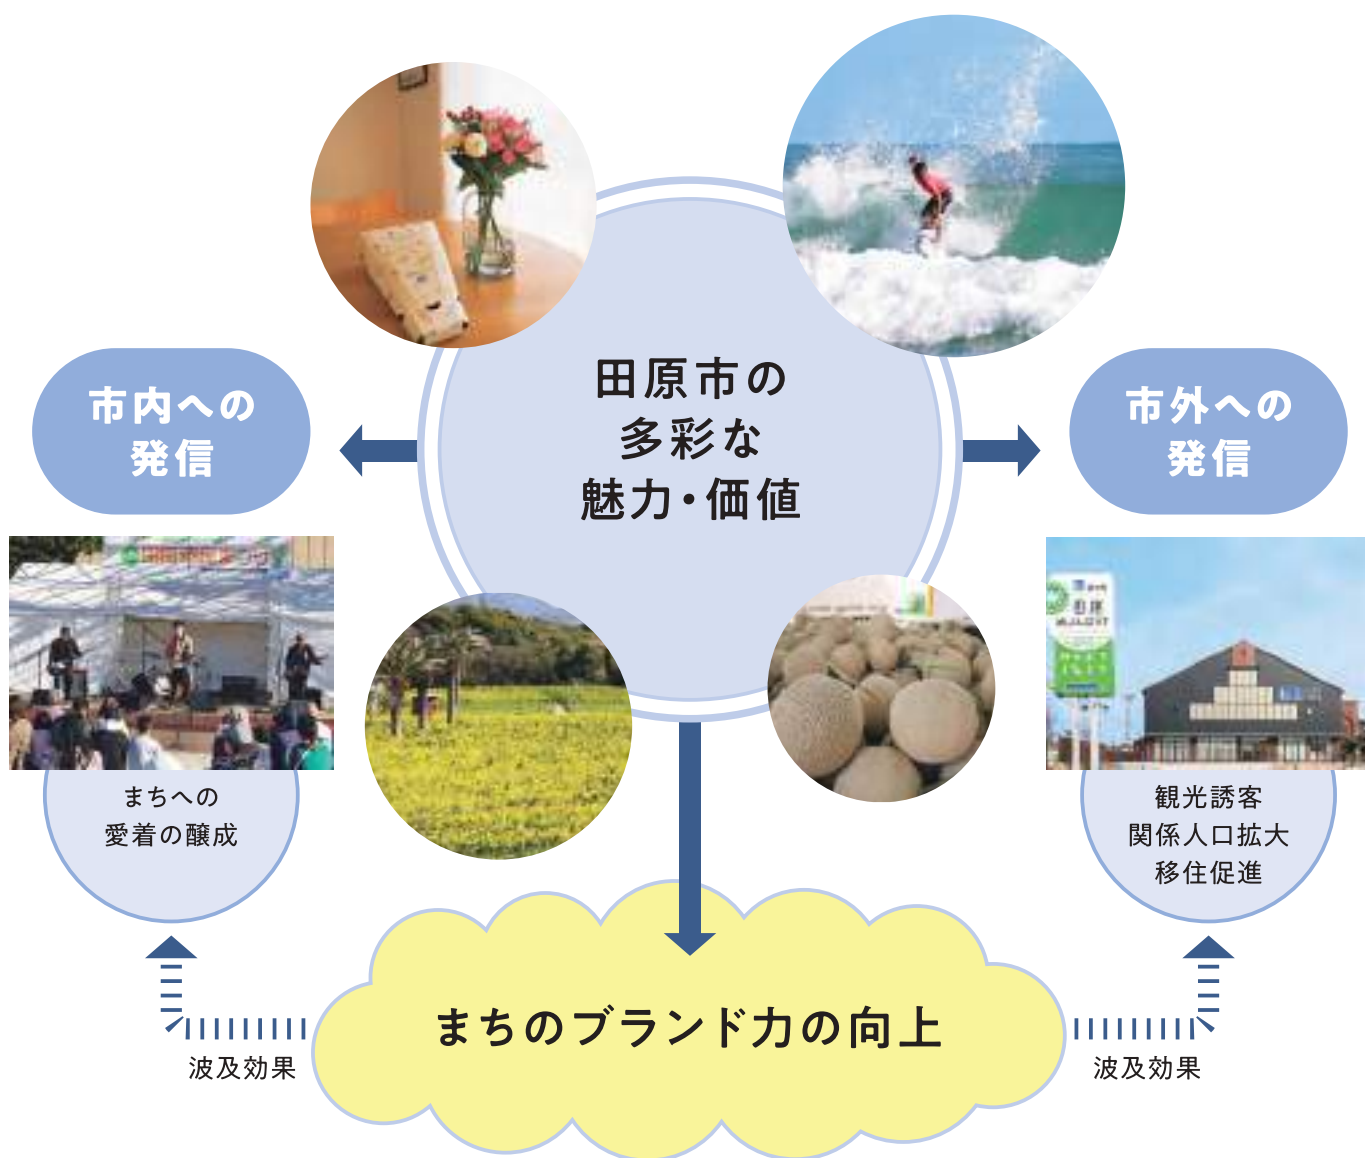 田原市の
多彩な
魅力・価値
市内への
発信
市外への
発信
まちへの
愛着の醸成
観光誘客
関係人口拡大
移住促進
まちのブランド力の向上
波及効果
波及効果